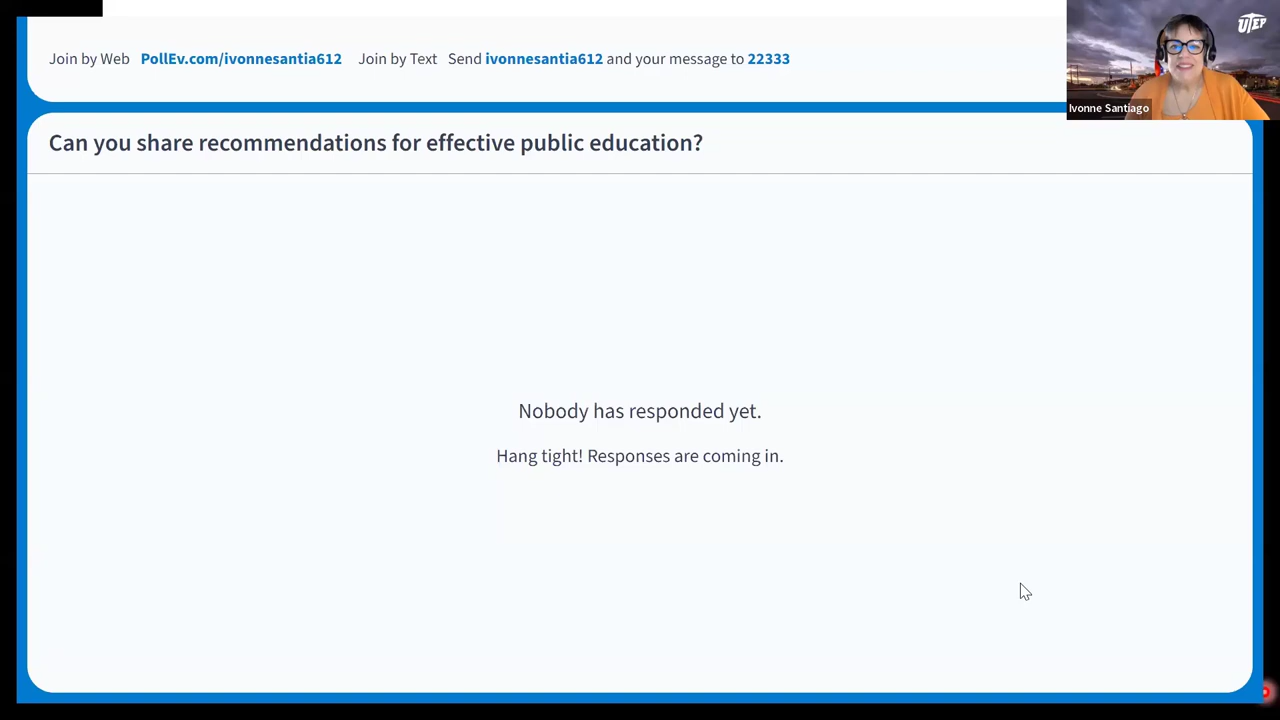 Join by Web PollEv.com/ivonnesantia612 Join by Text Send ivonnesantia612 and your message to 22333
UTEP
Ivonne Santiago
Can you share recommendations for effective public education?
Nobody has responded yet.
Hang tight! Responses are coming in.